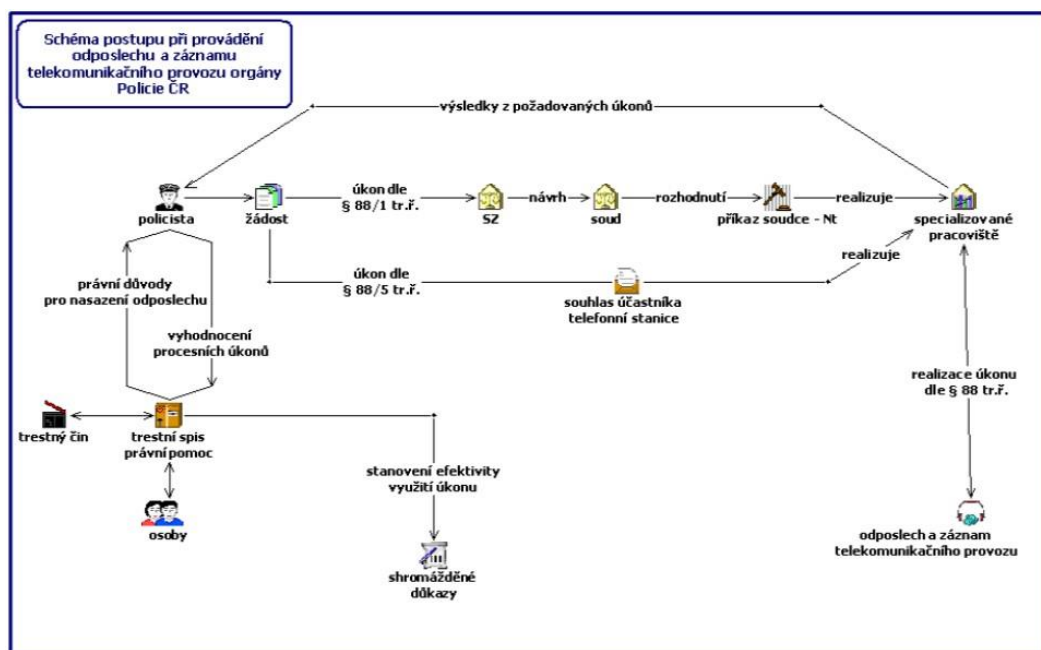 Schéma postupu při provádění
odposlechu a záznamu
telekomunikačního provozu orgány
Policie ČR
výsledky z požadovaných úkonů
policista
žádost
úkon dle
§ 88/1 tr.ř.
SZ
návrh
soud
rozhodnutí
příkaz soudce - Nt
realizuje
specializované
pracoviště
úkon dle
§ 88/5 tr.ř.
souhlas účastníka
telefonní stanice
realizuje
právní důvody
pro nasazení odposlechu
vyhodnocení
procesních úkonů
realizace úkonu
dle § 88 tr.ř.
trestný čin
trestní spis
právní pomoc
stanovení efektivity
využití úkonu
osoby
odposlech a záznam
telekomunikačního provozu
shromážděné
důkazy